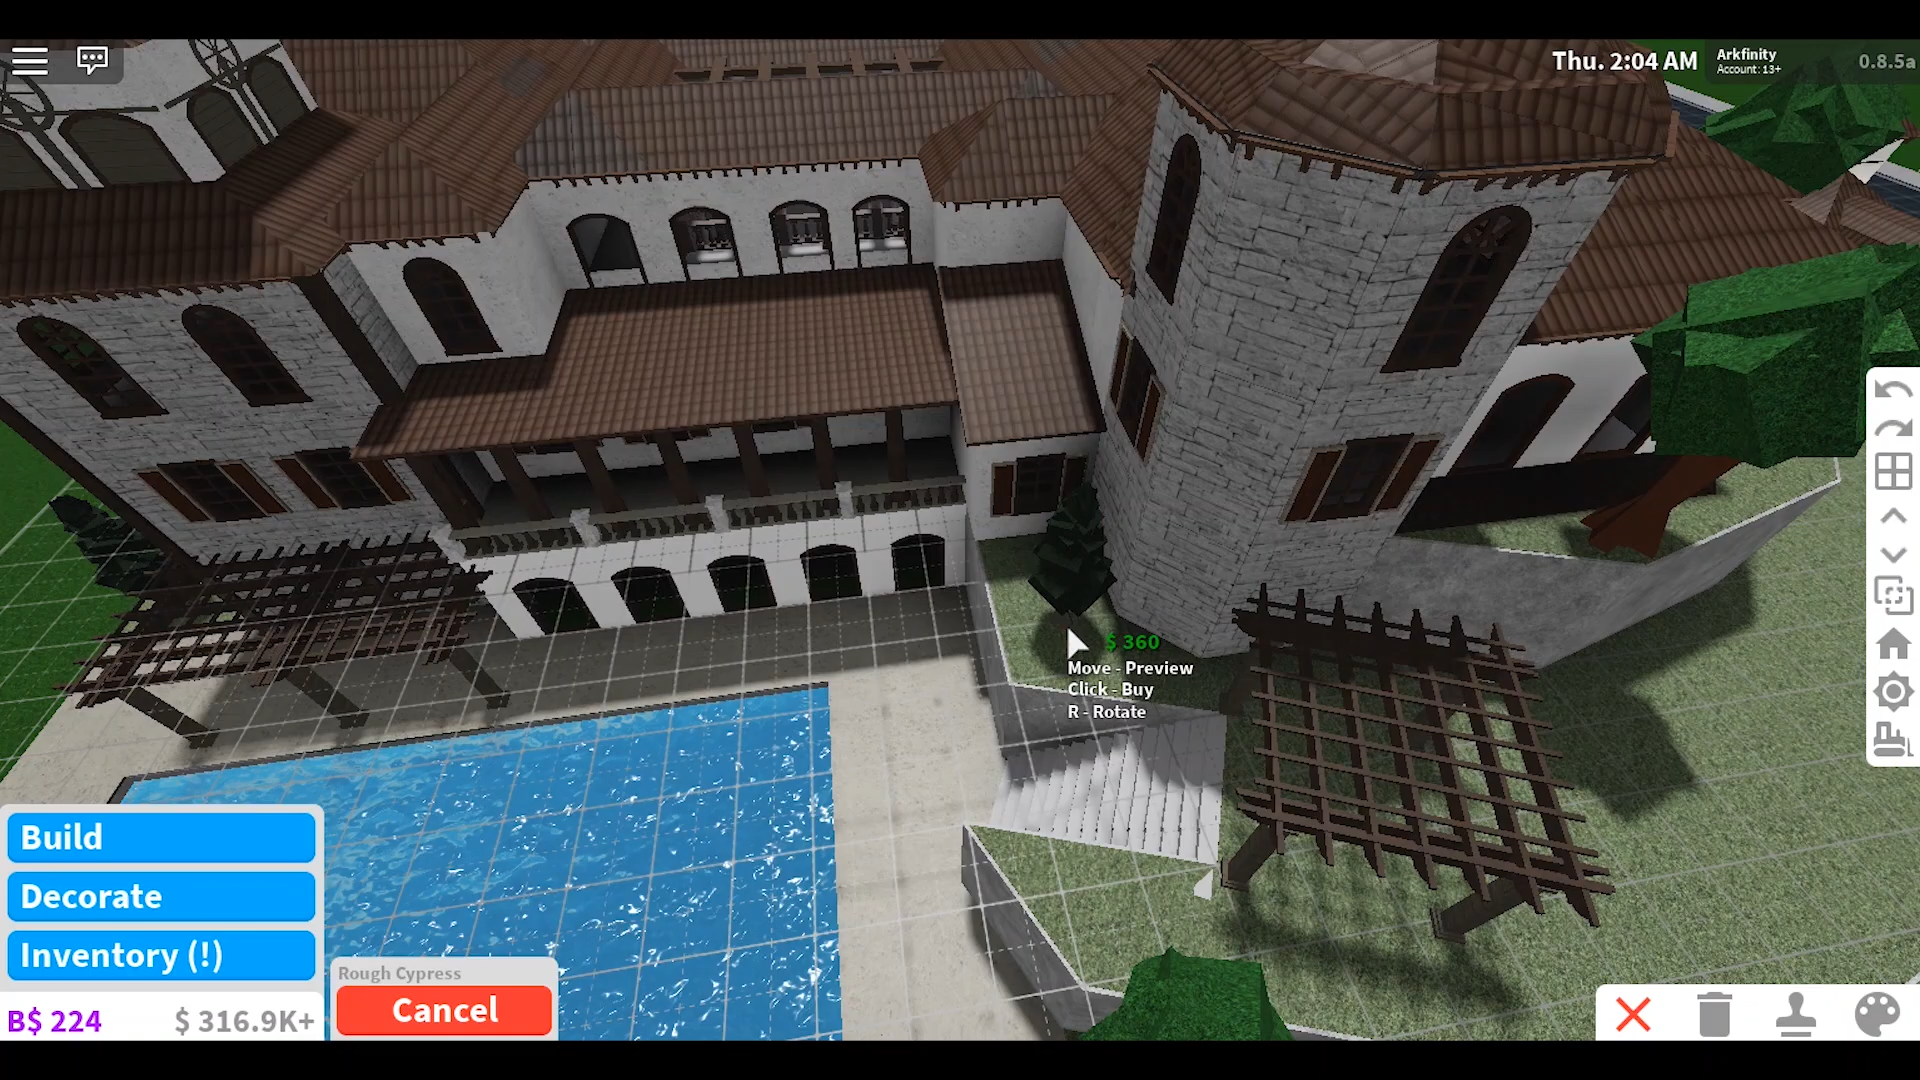 Thu. 2:04 AM
Arkfinity
Account: 13+
0.8.5a
$ 360
Move - Preview
Click - Buy
R - Rotate
Build
Decorate
Inventory (!)
Rough Cypress
Cancel
B$ 224
$ 316.9K+